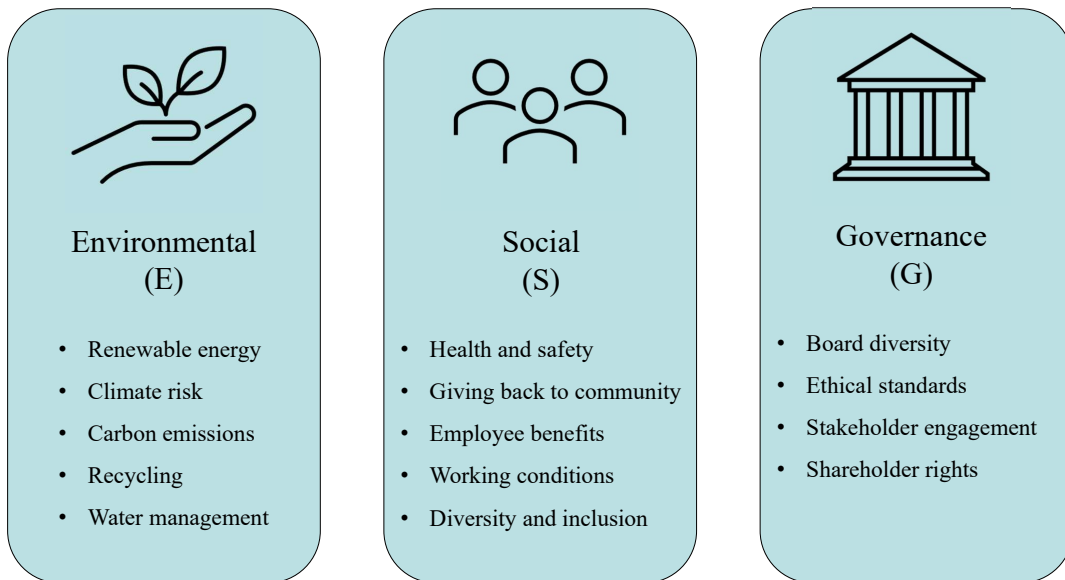 Environmental
(E)
• Renewable energy
• Climate risk
• Carbon emissions
• Recycling
• Water management
Social
(S)
• Health and safety
• Giving back to community
• Employee benefits
• Working conditions
• Diversity and inclusion
Governance
(G)
• Board diversity
• Ethical standards
• Stakeholder engagement
• Shareholder rights